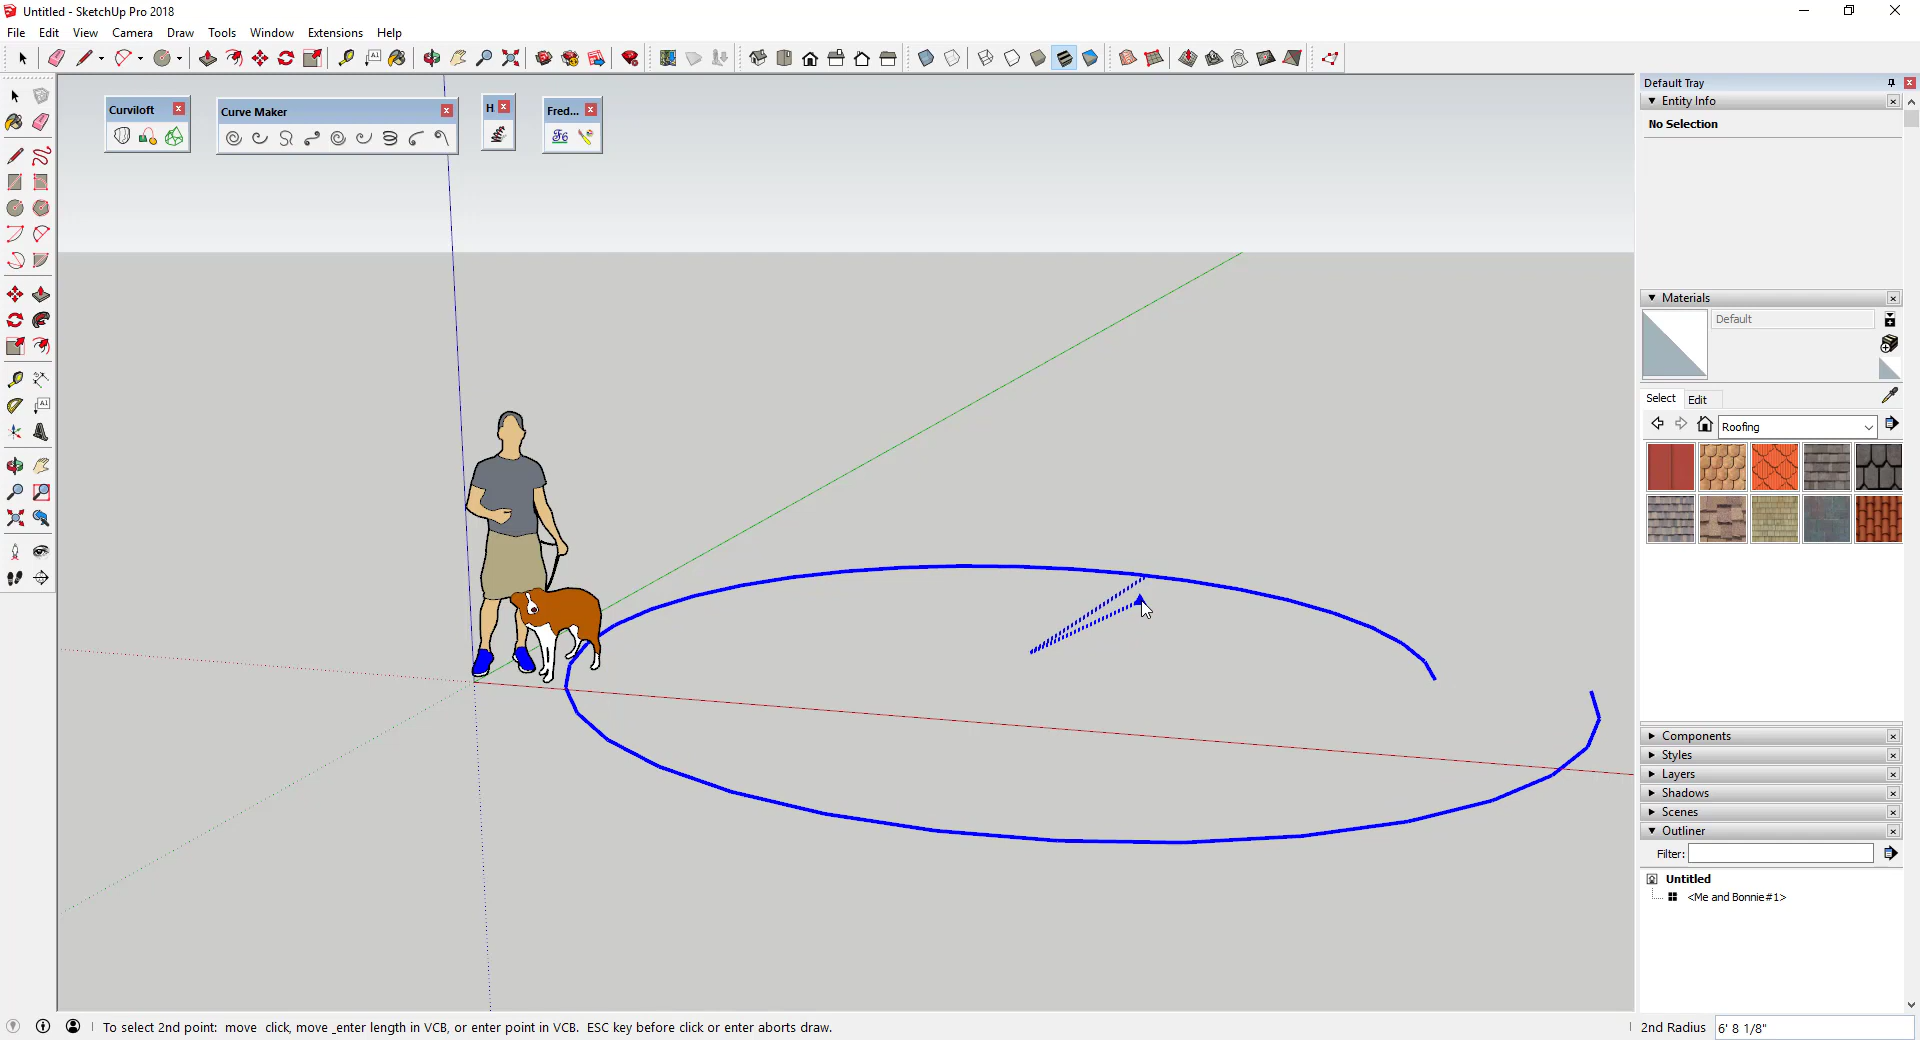 Untitled - SketchUp Pro 2018
File Edit View Camera Draw Tools Window Extensions Help
Default Tray
Entity Info
No Selection
Curviloft
Curve Maker
H
Fred...
Materials
Default
Select Edit
Roofing
Components
Styles
Layers
Shadows
Scenes
Outliner
Filter:
Untitled
<Me and Bonnie#1>
To select 2nd point: move click, move _enter length in VCB, or enter point in VCB. ESC key before click or enter aborts draw.
2nd Radius 6' 8 1/8"